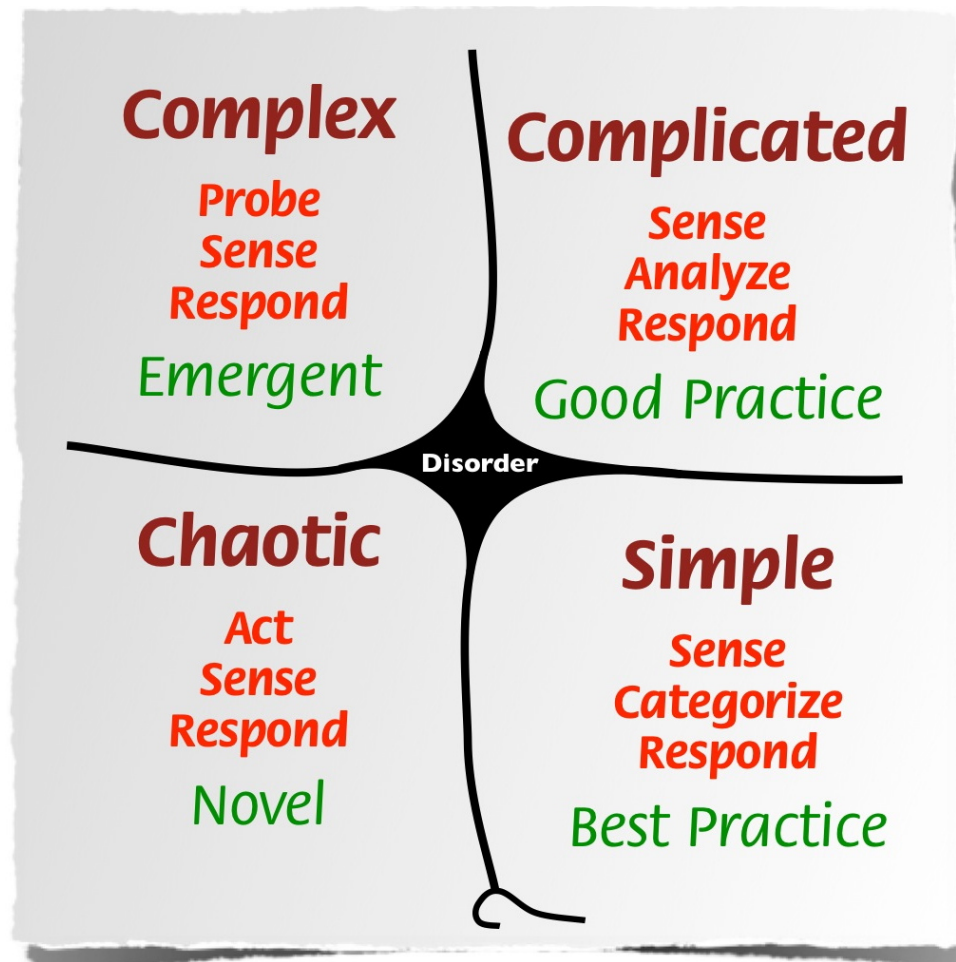 Complex
Probe
Sense
Respond
Emergent
Complicated
Sense
Analyze
Respond
Good Practice
Disorder
Chaotic
Act
Sense
Respond
Novel
Simple
Sense
Categorize
Respond
Best Practice